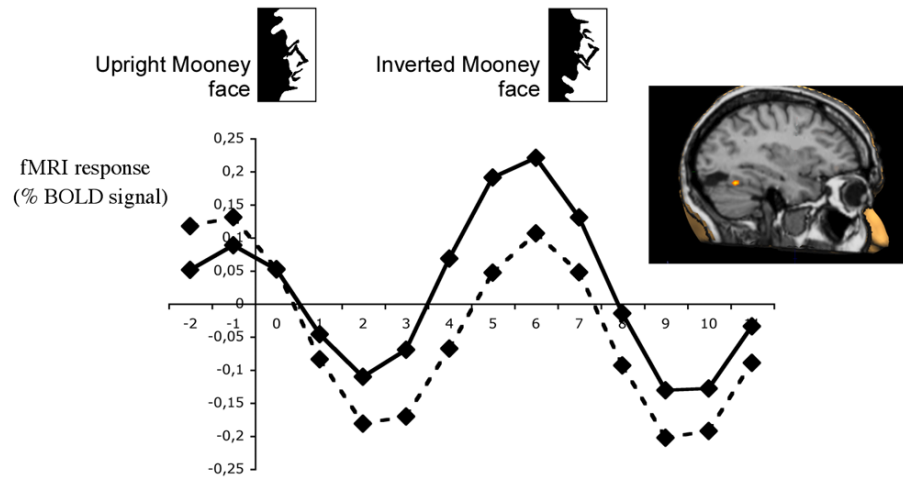 Upright Mooney
face
Inverted Mooney
face
fMRI response
(% BOLD signal)
0,25
0,2
0,15
0,1
0,05
0
-0,05
-0,1
-0,15
-0,2
-0,25
-2 -1 0 1 2 3 4 5 6 7 8 9 10